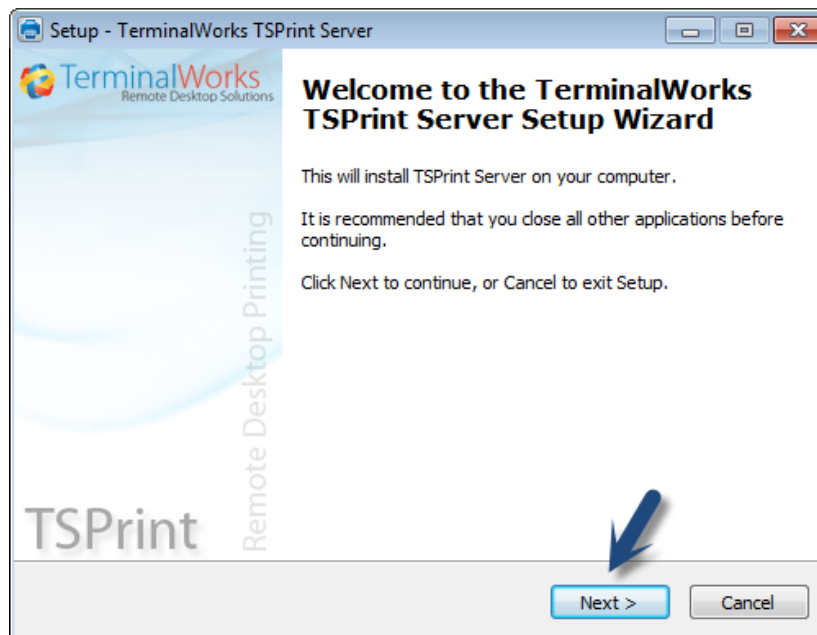 Setup - TerminalWorks TSPrint Server
TerminalWorks
Remote Desktop Solutions
Welcome to the TerminalWorks
TSPrint Server Setup Wizard
This will install TSPrint Server on your computer.
It is recommended that you close all other applications before
continuing.
Click Next to continue, or Cancel to exit Setup.
Remote Desktop Printing
TSPrint
Next >
Cancel